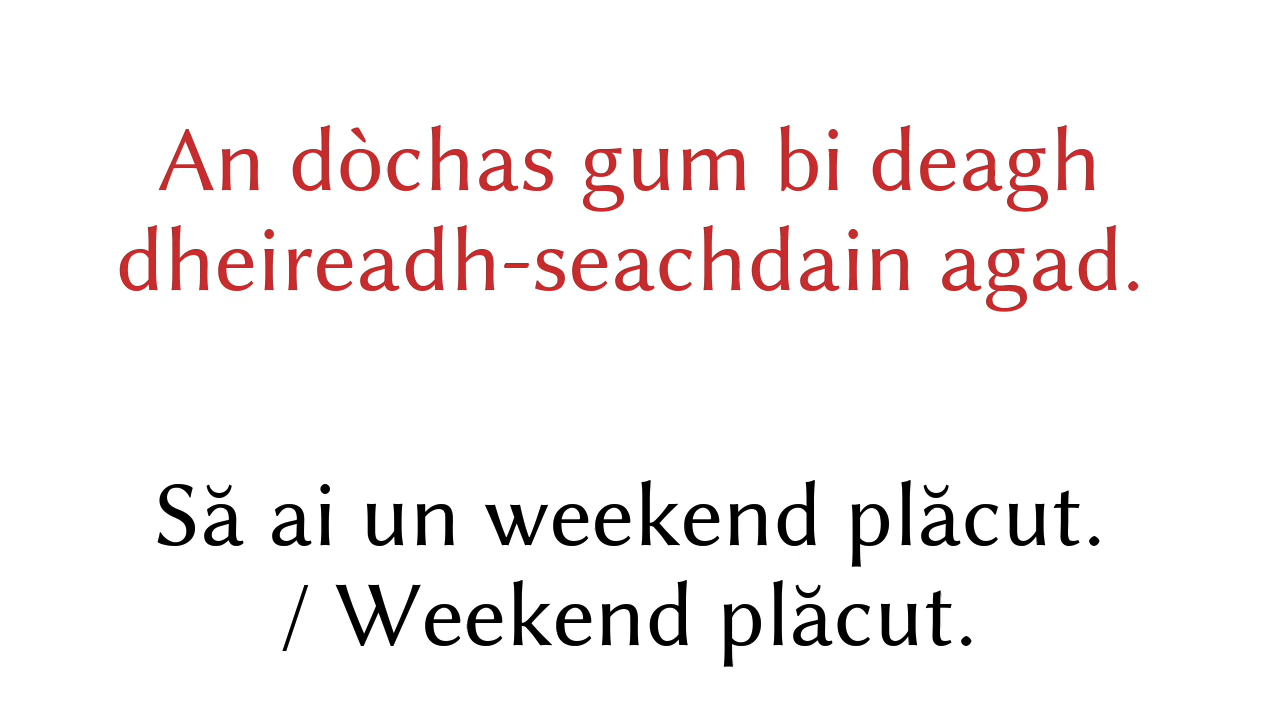 An dòchas gum bi deagh
dheireadh-seachdain agad.
Să ai un weekend plăcut.
/ Weekend plăcut.